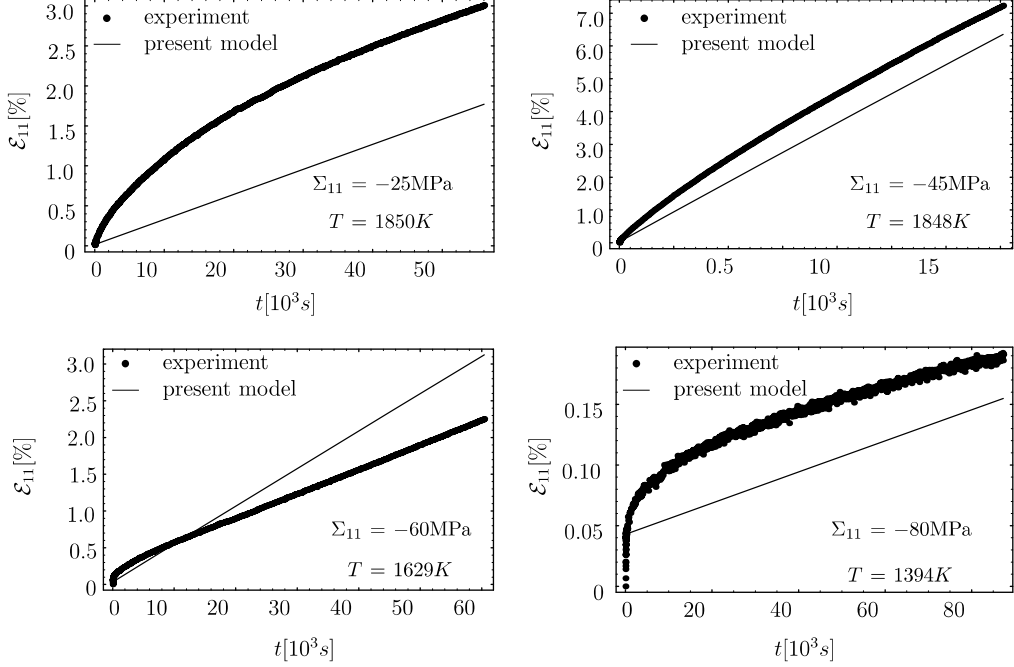 3.0
2.5
2.0
1.5
1.0
0.5
0
ℰ₁₁[%]
experiment
present model
Σ₁₁ = −25MPa
T = 1850K
0 10 20 30 40 50
t[10³s]
7.0
6.0
5.0
4.0
3.0
2.0
1.0
0
ℰ₁₁[%]
experiment
present model
Σ₁₁ = −45MPa
T = 1848K
0 0.5 10 15
t[10³s]
3.0
2.5
2.0
1.5
1.0
0.5
0
ℰ₁₁[%]
experiment
present model
Σ₁₁ = −60MPa
T = 1629K
0 10 20 30 40 50 60
t[10³s]
0.15
0.10
0.05
0
ℰ₁₁[%]
experiment
present model
Σ₁₁ = −80MPa
T = 1394K
0 20 40 60 80
t[10³s]